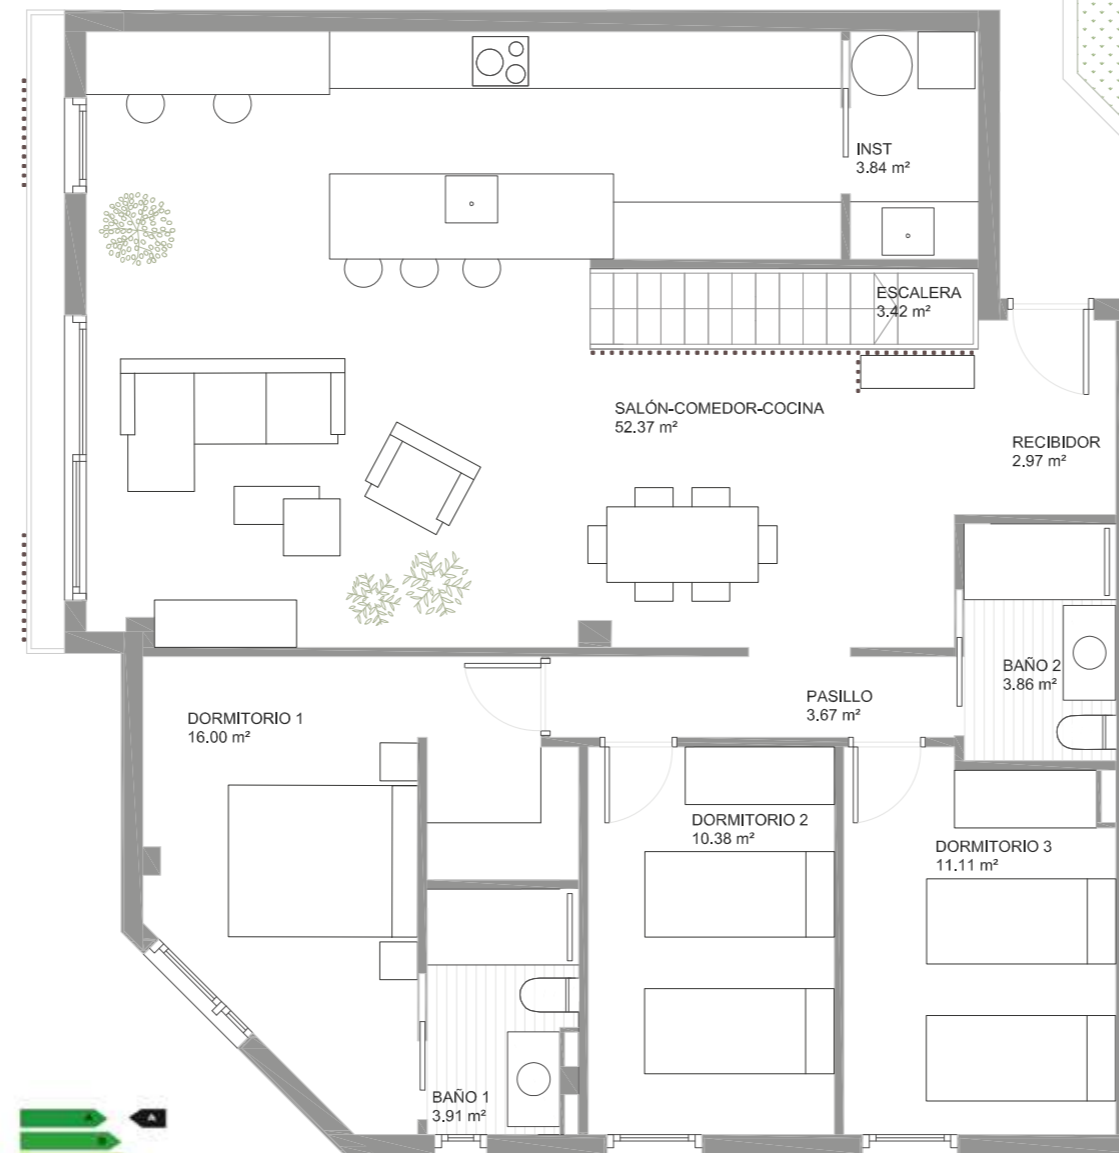 INST
3.84 m²
ESCALERA
3.42 m²
SALÓN-COMEDOR-COCINA
52.37 m²
RECIBIDOR
2.97 m²
BAÑO 2
3.86 m²
PASILLO
3.67 m²
DORMITORIO 1
16.00 m²
DORMITORIO 2
10.38 m²
DORMITORIO 3
11.11 m²
BAÑO 1
3.91 m²
A
A
B